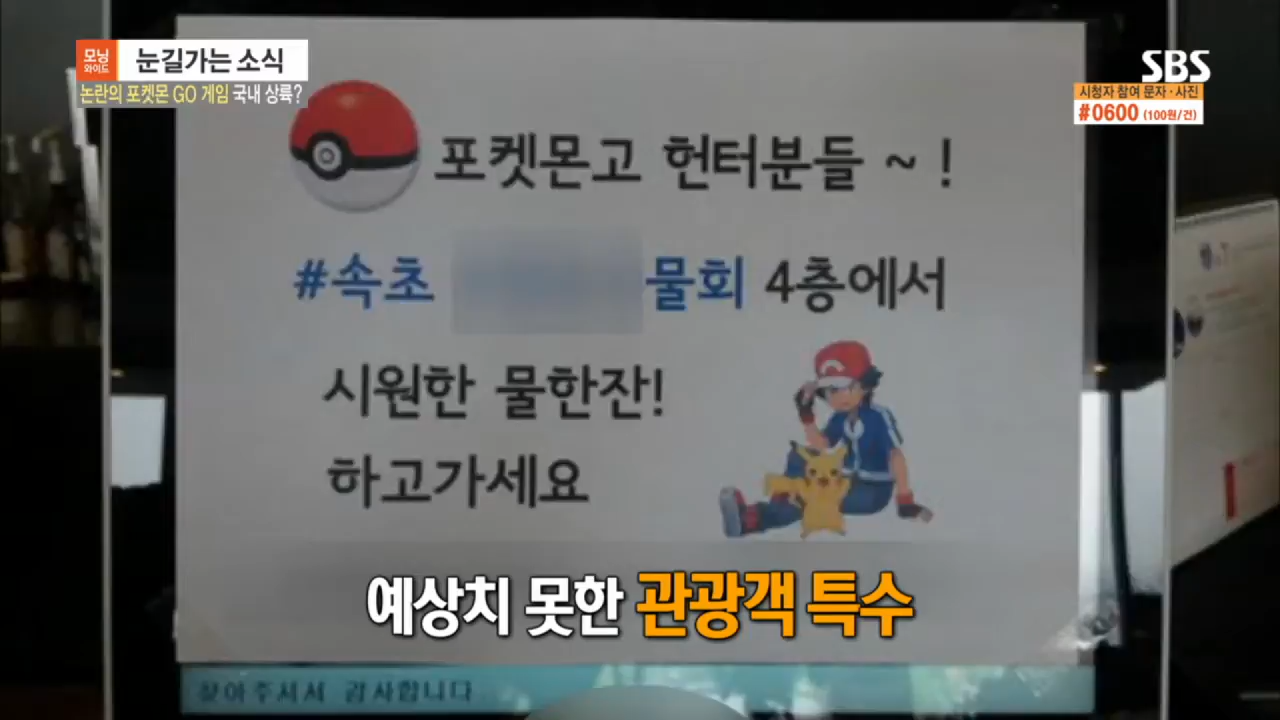 모닝
와이드
눈길가는 소식
논란의 포켓몬 GO 게임 국내 상륙?
SBS
시청자 참여 문자·사진
#0600 (100원/건)
포켓몬고 헌터분들 ~ !
#속초 물회 4층에서
시원한 물한잔!
하고가세요
예상치 못한 관광객 특수
찾아주셔서 감사합니다